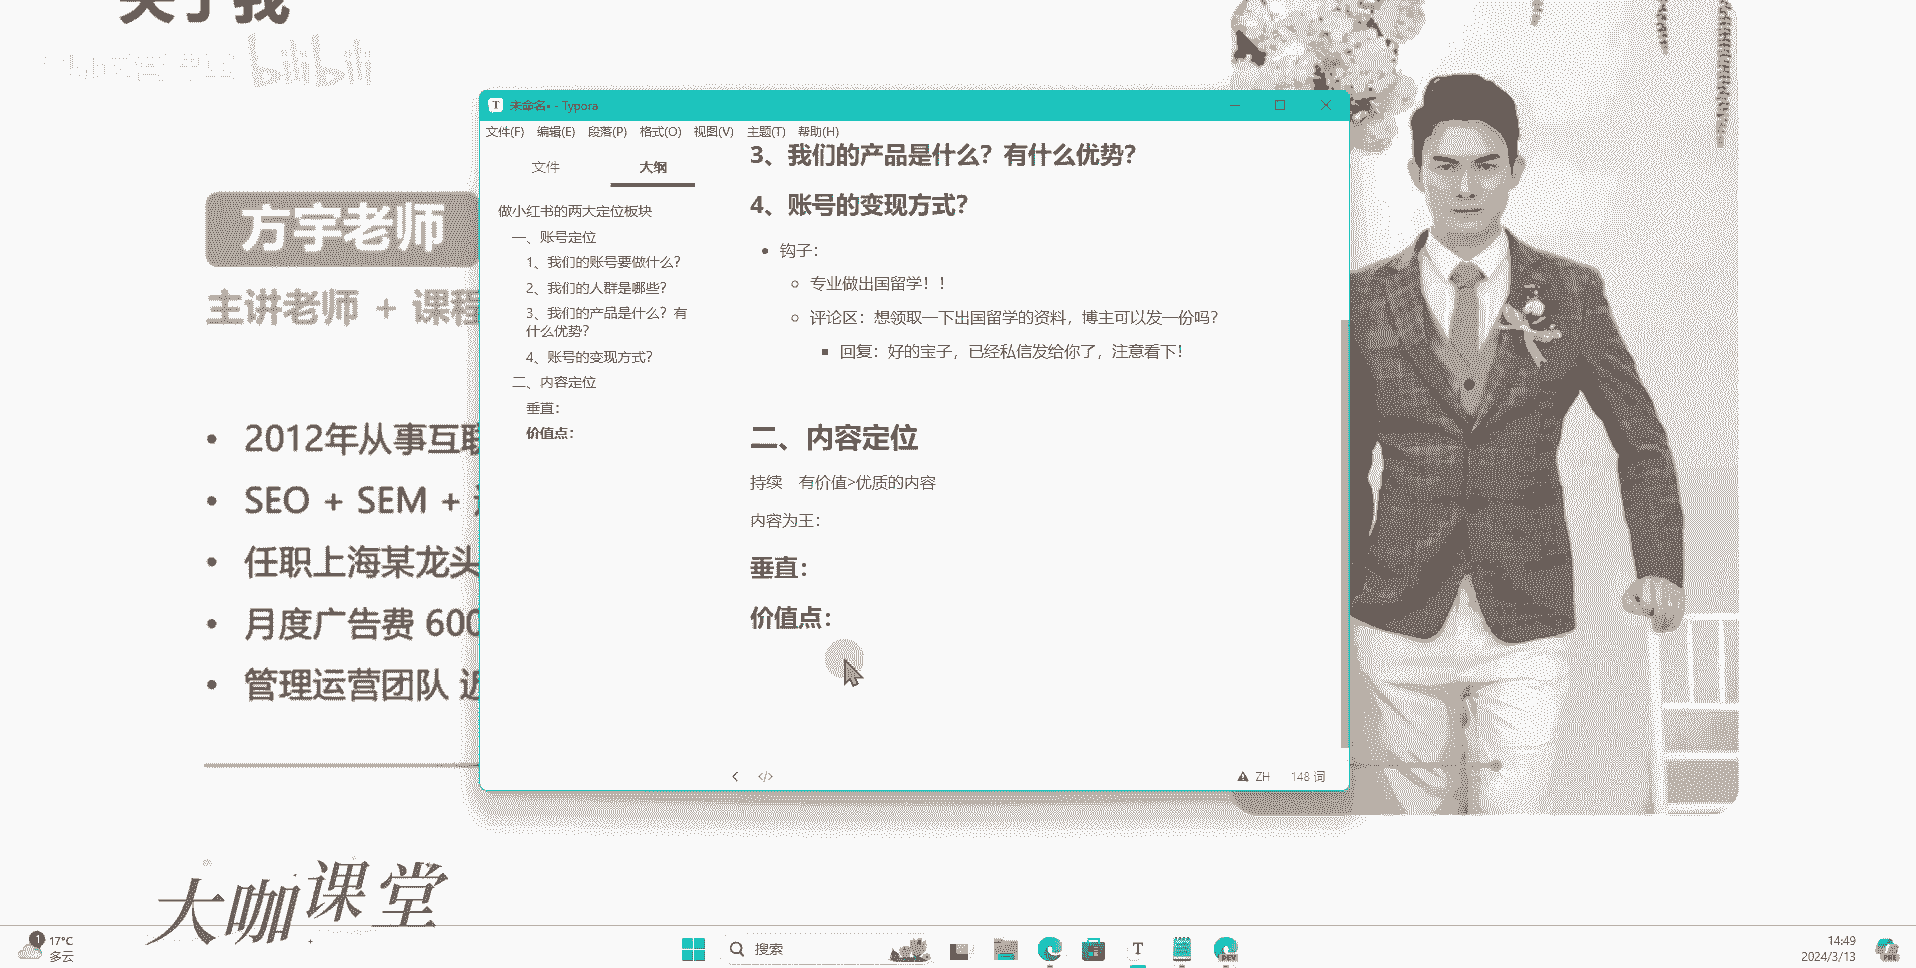 关于我
bilibili
方宇老师
主讲老师 + 课程
• 2012年从事互联
• SEO + SEM +
• 任职上海某龙头
• 月度广告费 600
• 管理运营团队 近
大咖课堂
未命名• - Typora
文件(F) 编辑(E) 段落(P) 格式(O) 视图(V) 主题(T) 帮助(H)
文件 大纲
做小红书的两大定位板块
一、账号定位
1、我们的账号要做什么?
2、我们的人群是哪些?
3、我们的产品是什么?有
什么优势?
4、账号的变现方式?
二、内容定位
垂直:
价值点:
3、我们的产品是什么?有什么优势?
4、账号的变现方式?
• 钩子:
专业做出国留学!!
评论区:想领取一下出国留学的资料,博主可以发一份吗?
回复:好的宝子,已经私信发给你了,注意看下!
二、内容定位
持续 有价值>优质的内容
内容为王:
垂直:
价值点:
</> ZH 148 词
1
17°C
多云
搜索
T
DEV
14:49
2024/3/13
PRE